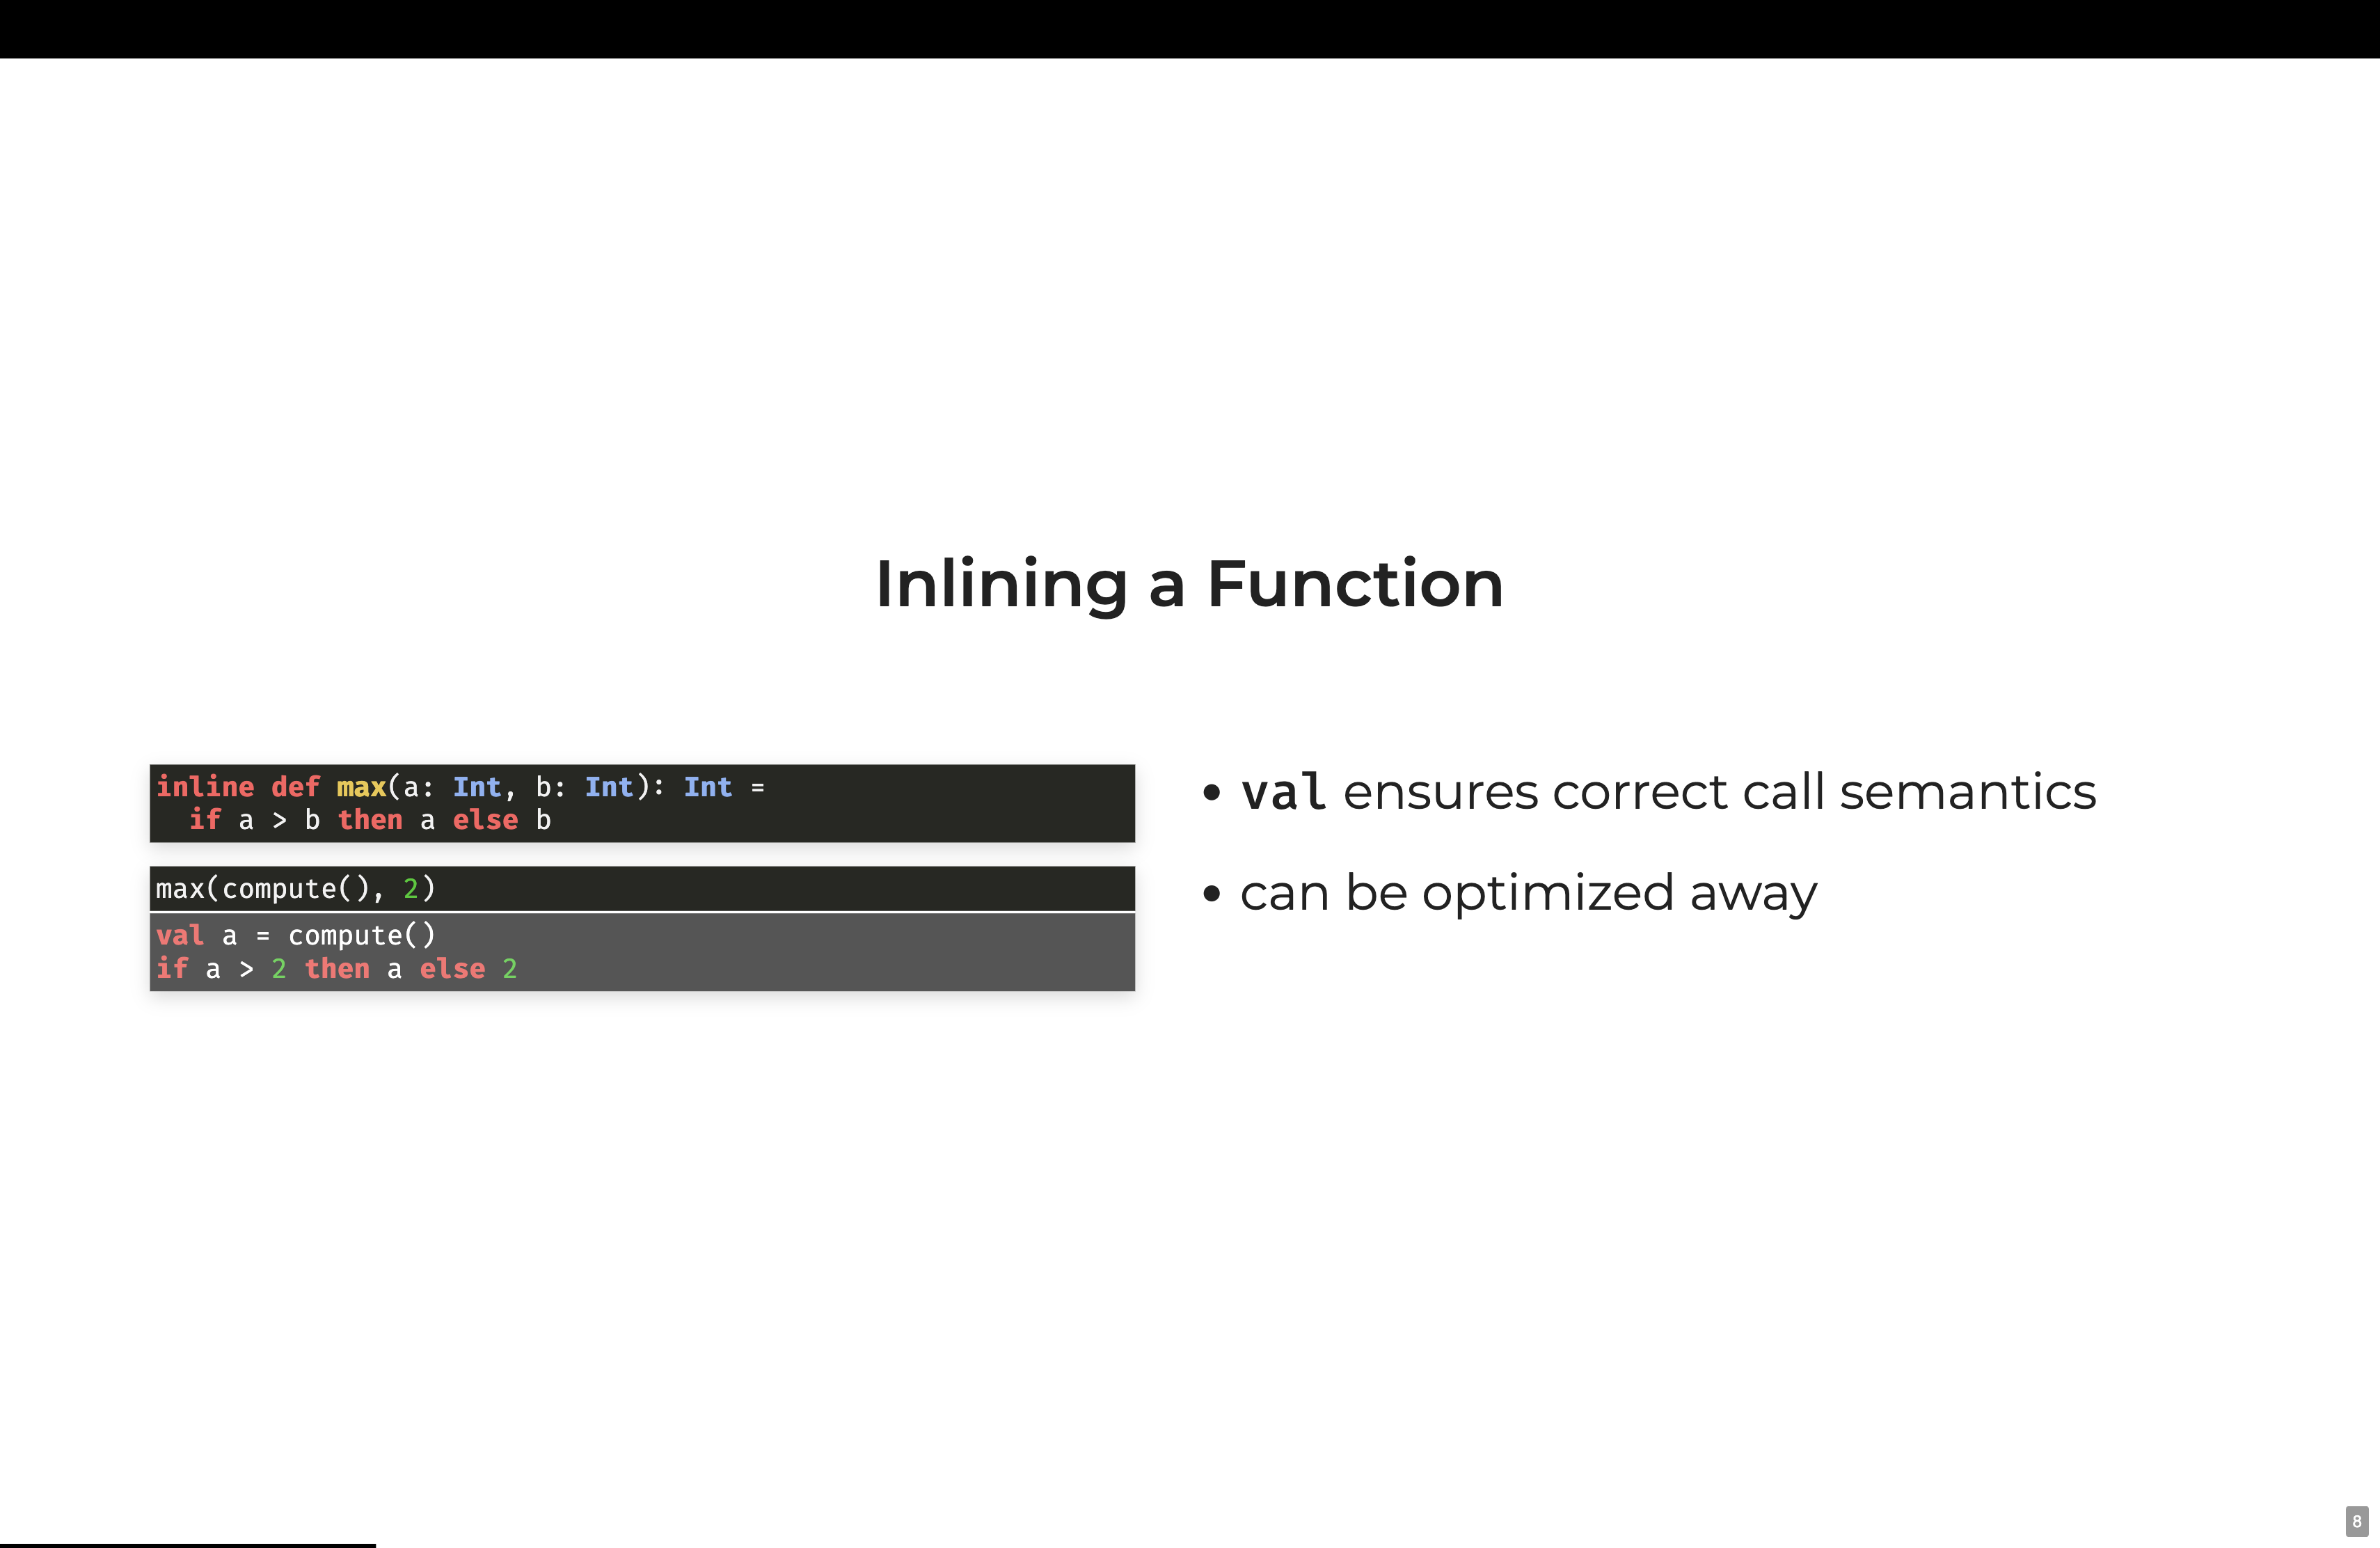 Inlining a Function
inline def max(a: Int, b: Int): Int =
  if a > b then a else b
max(compute(), 2)
val a = compute()
if a > 2 then a else 2
• val ensures correct call semantics
• can be optimized away
8